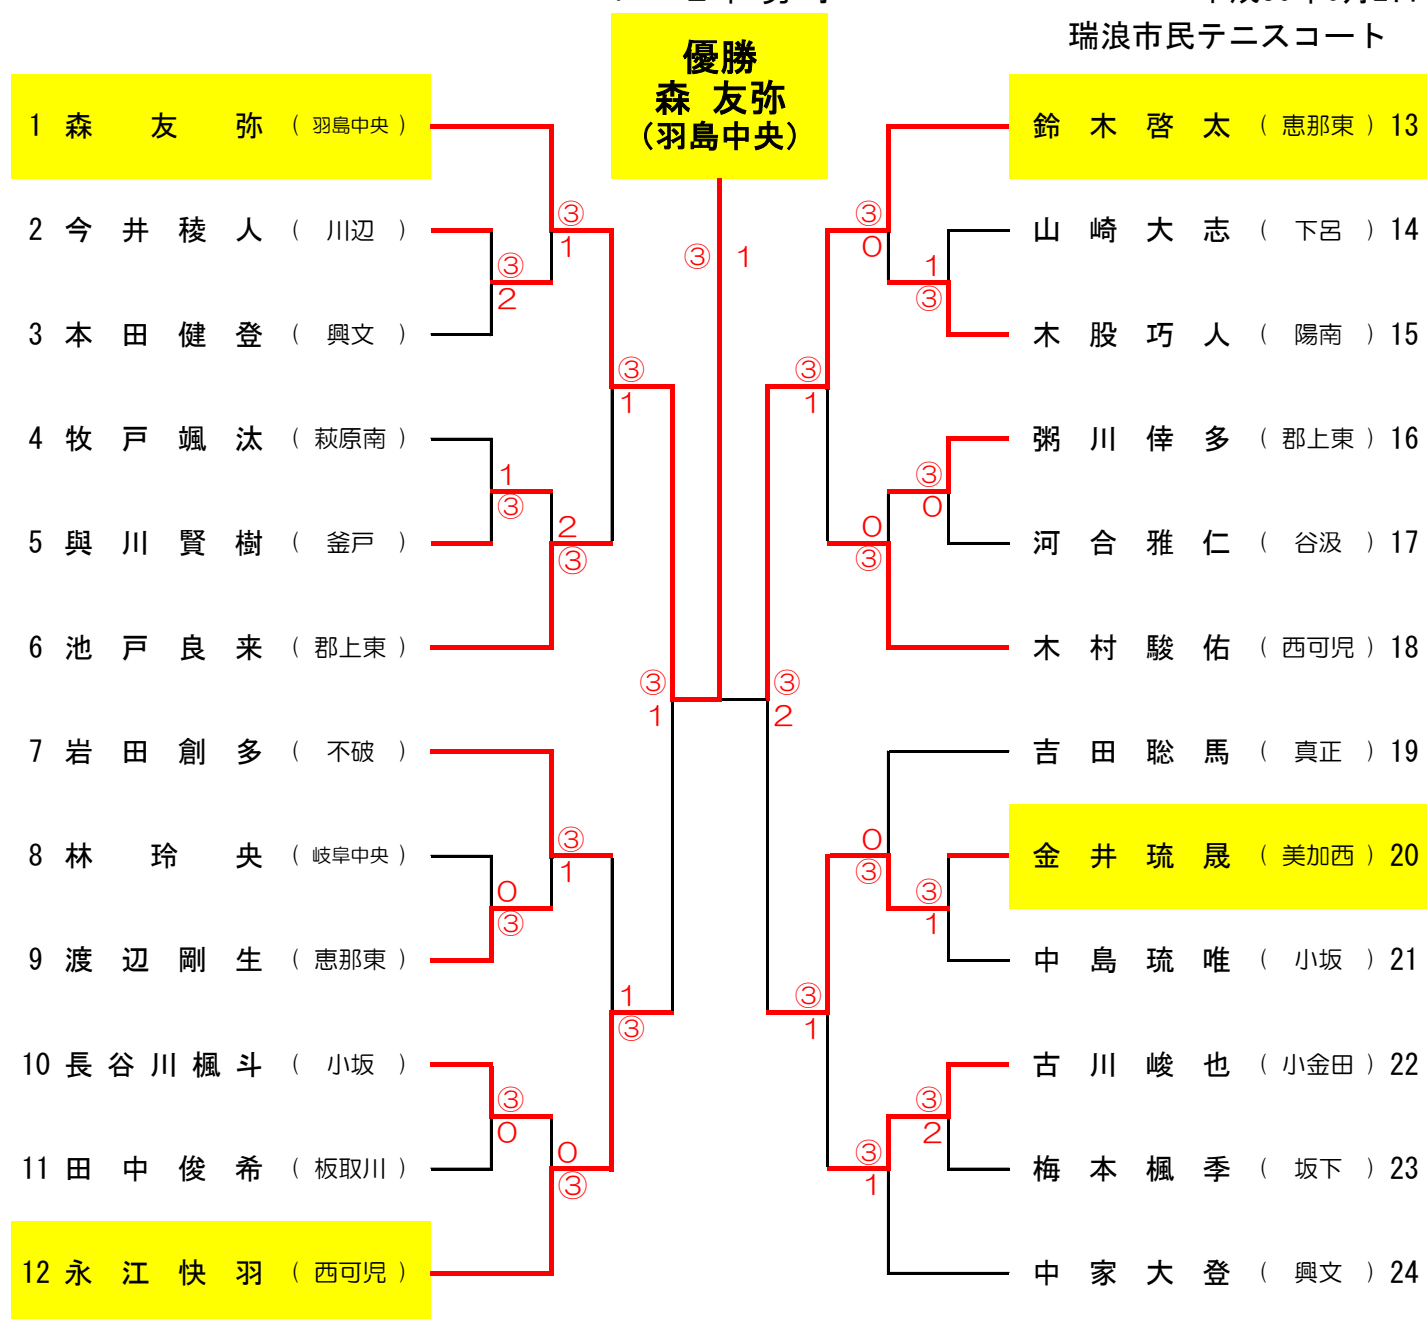 瑞浪市民テニスコート
優勝
森 友弥
(羽島中央)
1 森 友 弥 ( 羽島中央 )
2 今 井 稜 人 ( 川辺 )
3 本 田 健 登 ( 興文 )
4 牧 戸 颯 汰 ( 萩原南 )
5 與 川 賢 樹 ( 釜戸 )
6 池 戸 良 来 ( 郡上東 )
7 岩 田 創 多 ( 不破 )
8 林 玲 央 ( 岐阜中央 )
9 渡 辺 剛 生 ( 恵那東 )
10 長 谷 川 楓 斗 ( 小坂 )
11 田 中 俊 希 ( 板取川 )
12 永 江 快 羽 ( 西可児 )
③
1
③
2
③
1
1
③
2
③
③
1
③
1
0
③
1
③
③
0
0
③
③ 1
③
2
③
0
1
③
③
1
③
0
0
③
0
③
③
1
③
1
③
2
③
1
鈴 木 啓 太 ( 恵那東 ) 13
山 崎 大 志 ( 下呂 ) 14
木 股 巧 人 ( 陽南 ) 15
粥 川 倖 多 ( 郡上東 ) 16
河 合 雅 仁 ( 谷汲 ) 17
木 村 駿 佑 ( 西可児 ) 18
吉 田 聡 馬 ( 真正 ) 19
金 井 琉 晟 ( 美加西 ) 20
中 島 琉 唯 ( 小坂 ) 21
古 川 峻 也 ( 小金田 ) 22
梅 本 楓 季 ( 坂下 ) 23
中 家 大 登 ( 興文 ) 24